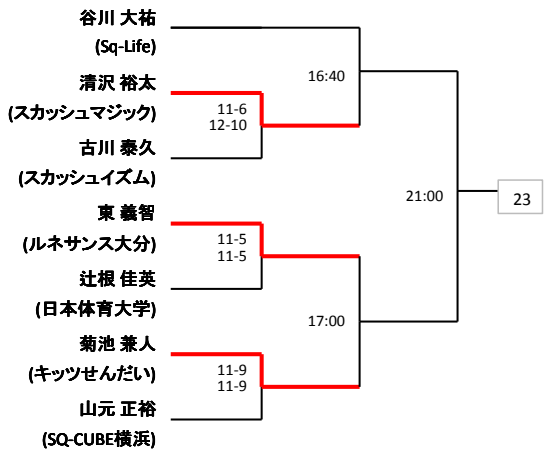 谷川 大祐
(Sq-Life)
16:40
清沢 裕太
(スカッシュマジック)
11-6
12-10
古川 泰久
(スカッシュイズム)
21:00
23
東 義智
(ルネサンス大分)
11-5
11-5
辻根 佳英
(日本体育大学)
17:00
菊池 兼人
(キッツせんだい)
11-9
11-9
山元 正裕
(SQ-CUBE横浜)